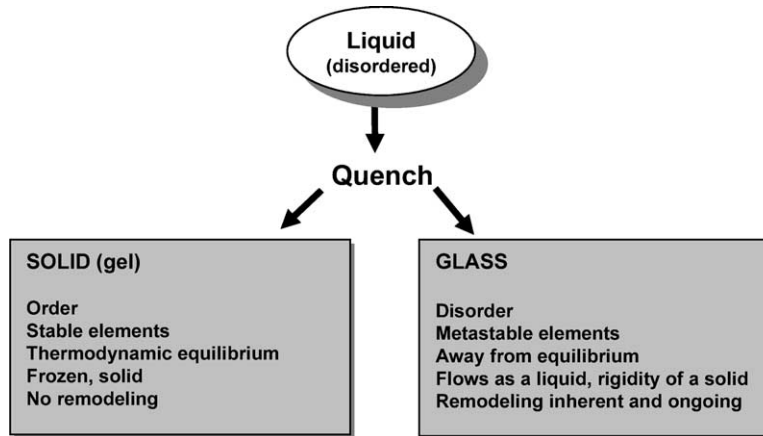 Liquid
(disordered)
Quench
SOLID (gel)
Order
Stable elements
Thermodynamic equilibrium
Frozen, solid
No remodeling
GLASS
Disorder
Metastable elements
Away from equilibrium
Flows as a liquid, rigidity of a solid
Remodeling inherent and ongoing